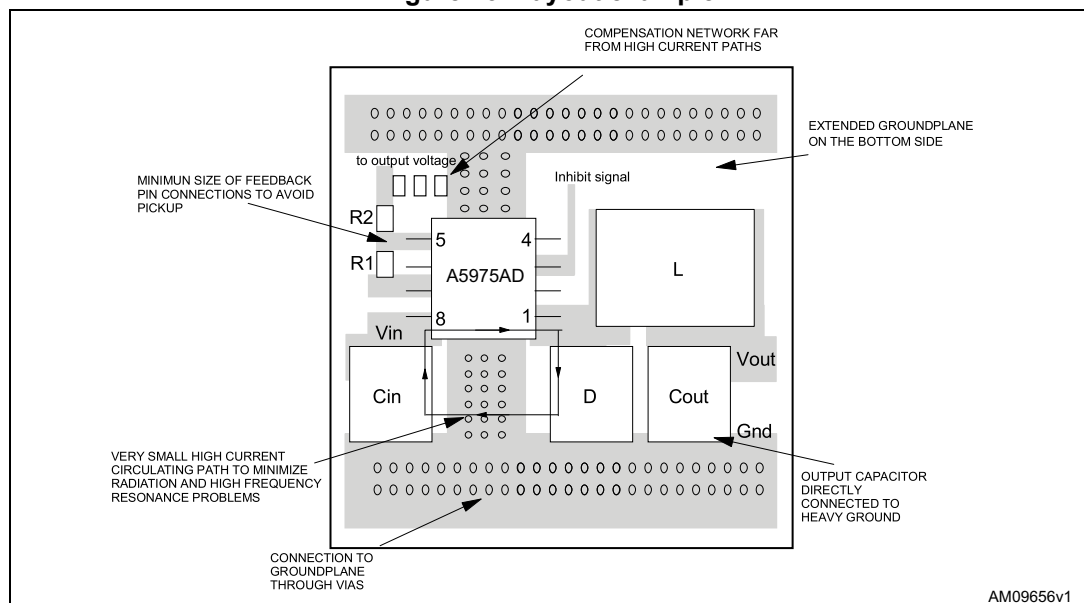 COMPENSATION NETWORK FAR
FROM HIGH CURRENT PATHS
EXTENDED GROUNDPLANE
ON THE BOTTOM SIDE
to output voltage
Inhibit signal
MINIMUN SIZE OF FEEDBACK
PIN CONNECTIONS TO AVOID
PICKUP
R2
5
4
R1
A5975AD
L
8
1
Vin
Vout
Cin
D
Cout
Gnd
VERY SMALL HIGH CURRENT
CIRCULATING PATH TO MINIMIZE
RADIATION AND HIGH FREQUENCY
RESONANCE PROBLEMS
OUTPUT CAPACITOR
DIRECTLY
CONNECTED TO
HEAVY GROUND
CONNECTION TO
GROUNDPLANE
THROUGH VIAS
AM09656v1